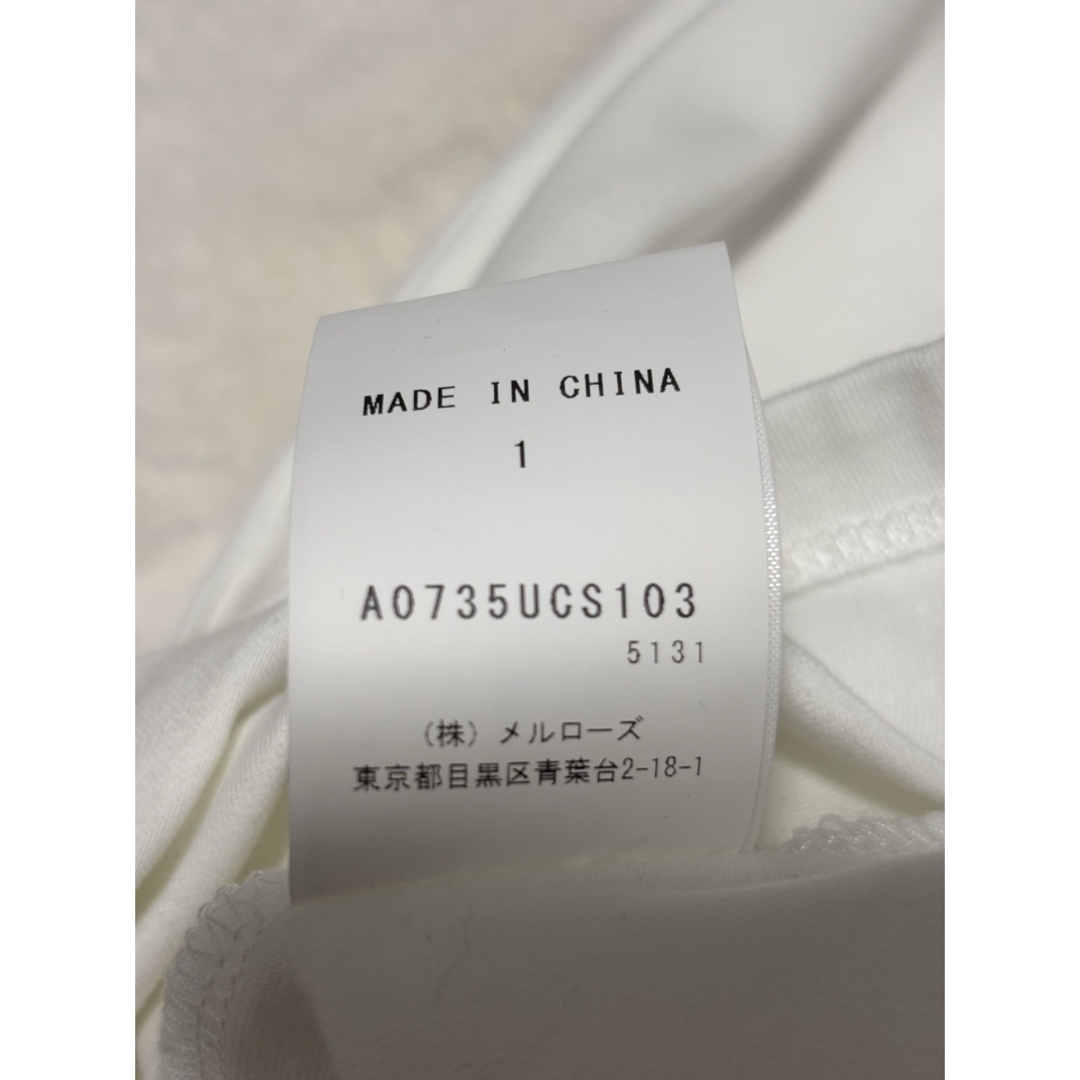 MADE IN CHINA
1
A0735UCS103
5131
(株)メルローズ
東京都目黒区青葉台2-18-1